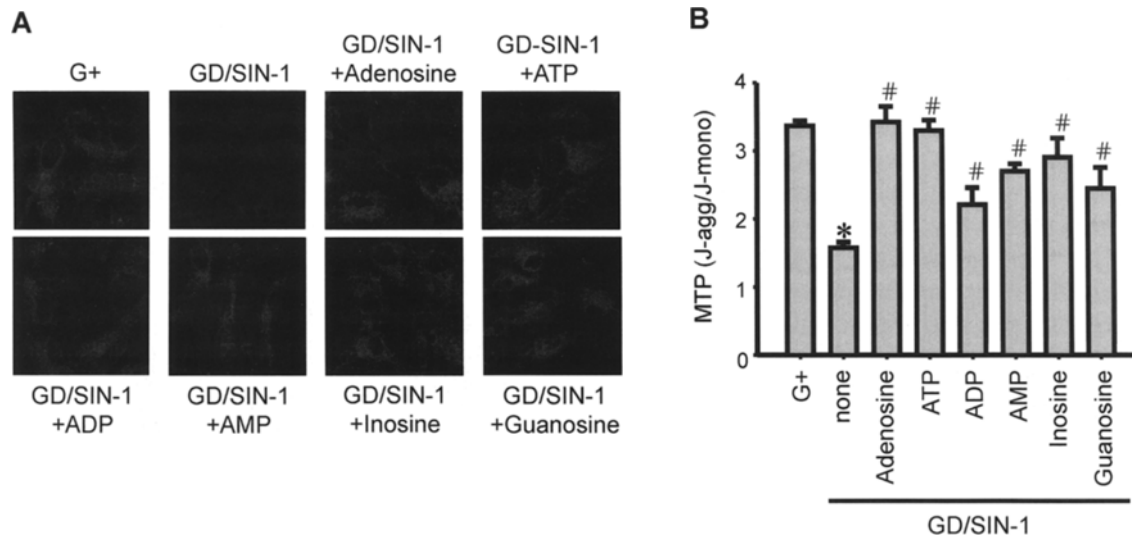 A
G+
GD/SIN-1
GD/SIN-1
+Adenosine
GD-SIN-1
+ATP
GD/SIN-1
+ADP
GD/SIN-1
+AMP
GD/SIN-1
+Inosine
GD/SIN-1
+Guanosine
B
MTP (J-agg/J-mono)
4
3
2
1
0
*
#
#
#
#
#
#
G+
none
Adenosine
ATP
ADP
AMP
Inosine
Guanosine
GD/SIN-1